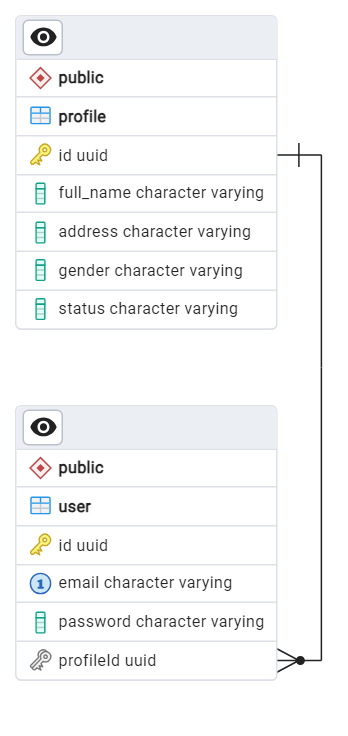 public
profile
id uuid
full_name character varying
address character varying
gender character varying
status character varying
public
user
id uuid
1 email character varying
password character varying
profileId uuid